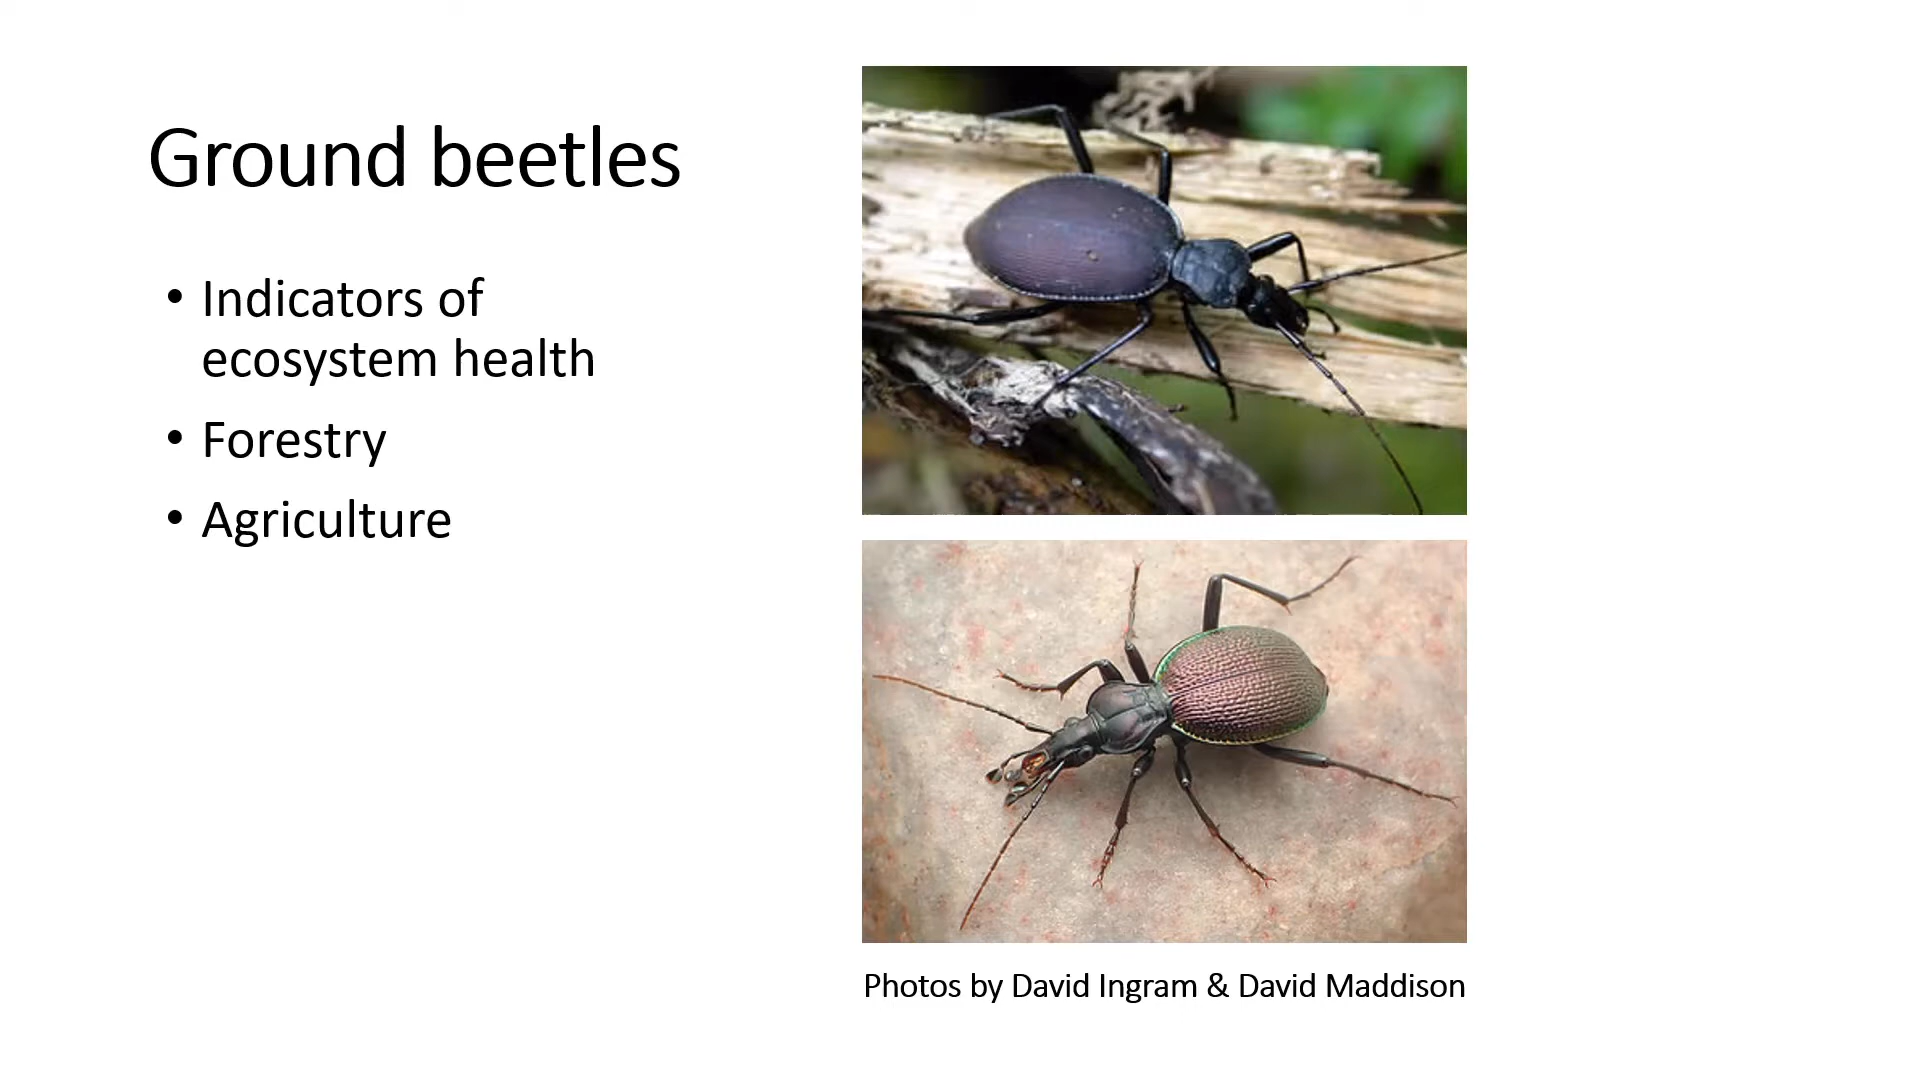 Ground beetles
• Indicators of
ecosystem health
• Forestry
• Agriculture
Photos by David Ingram & David Maddison